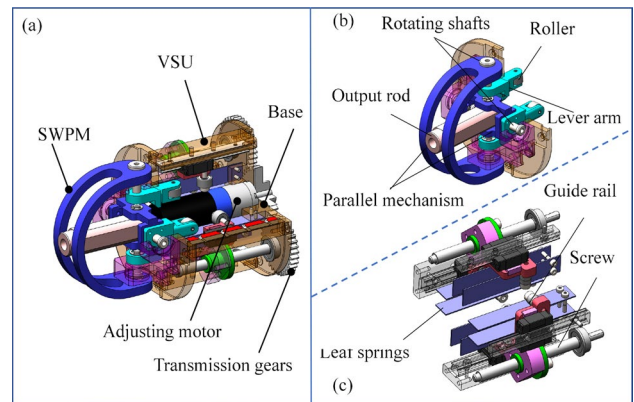 (a)
VSU
Base
SWPM
Adjusting motor
Transmission gears
(b)
Rotating shafts
Roller
Output rod
Lever arm
Parallel mechanism
Guide rail
Screw
Leaf springs
(c)